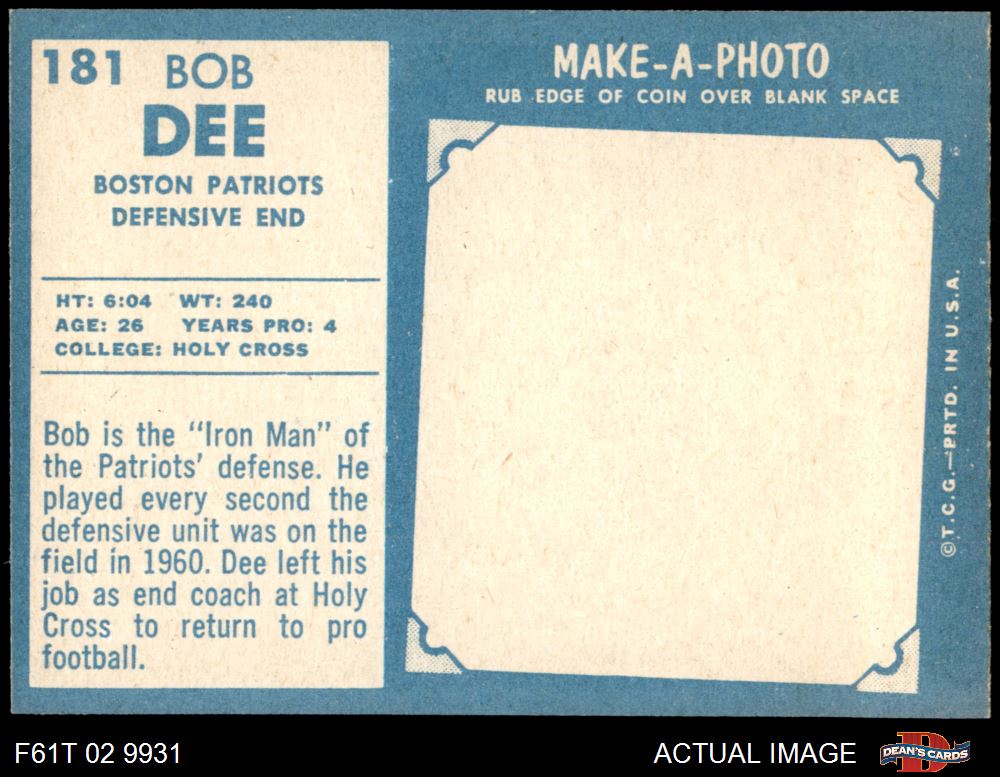 181 BOB
DEE
BOSTON PATRIOTS
DEFENSIVE END
HT: 6:04 WT: 240
AGE: 26 YEARS PRO: 4
COLLEGE: HOLY CROSS
Bob is the “Iron Man” of
the Patriots’ defense. He
played every second the
defensive unit was on the
field in 1960. Dee left his
job as end coach at Holy
Cross to return to pro
football.
MAKE-A-PHOTO
RUB EDGE OF COIN OVER BLANK SPACE
©T.C.G.—PRTD. IN U.S.A.
F61T 02 9931
ACTUAL IMAGE
DEAN'S CARDS